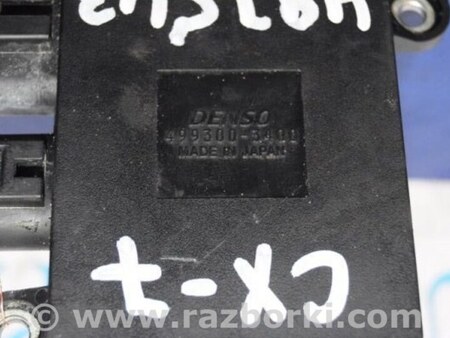 DENSO
499300-3401
MADE IN JAPAN
CX-7
www.razborki.com